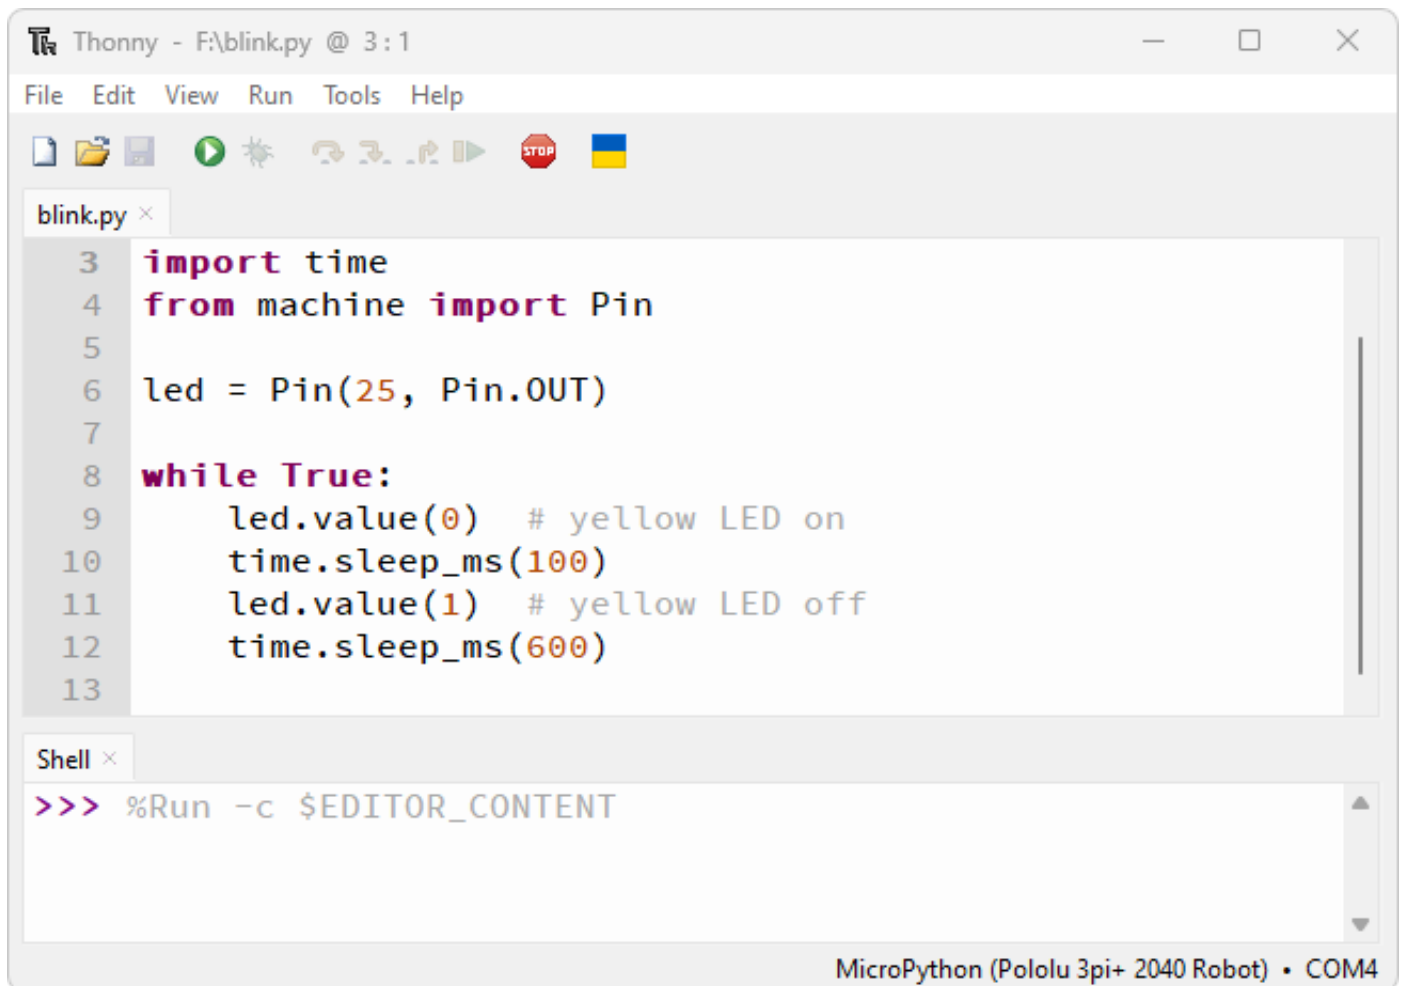 Thonny - F:\blink.py @ 3:1
File Edit View Run Tools Help
STOP
blink.py ×
3 import time
4 from machine import Pin
5
6 led = Pin(25, Pin.OUT)
7
8 while True:
9     led.value(0)  # yellow LED on
10     time.sleep_ms(100)
11     led.value(1)  # yellow LED off
12     time.sleep_ms(600)
13
Shell ×
>>> %Run -c $EDITOR_CONTENT
MicroPython (Pololu 3pi+ 2040 Robot) • COM4